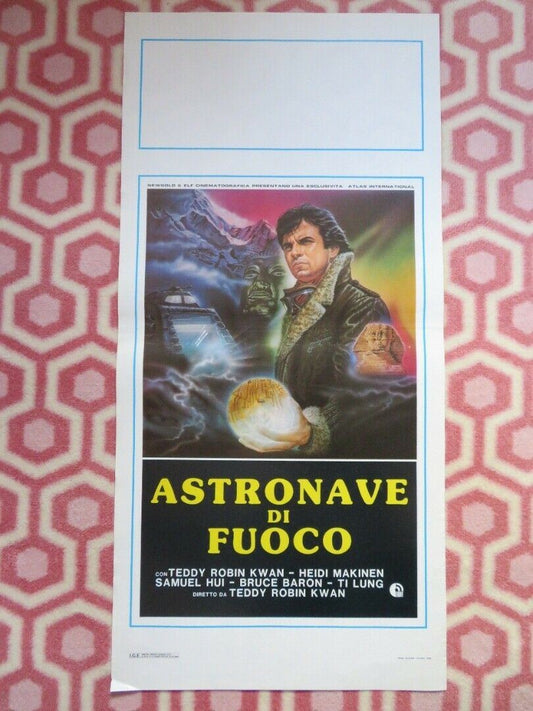 NEWGOLD & ELF CINEMATOGRAFICA PRESENTANO UNA ESCLUSIVITA ATLAS INTERNATIONAL
ASTRONAVE
DI
FUOCO
CON TEDDY ROBIN KWAN - HEIDI MAKINEN
SAMUEL HUI - BRUCE BARON - TI LUNG
DIRETTO DA TEDDY ROBIN KWAN